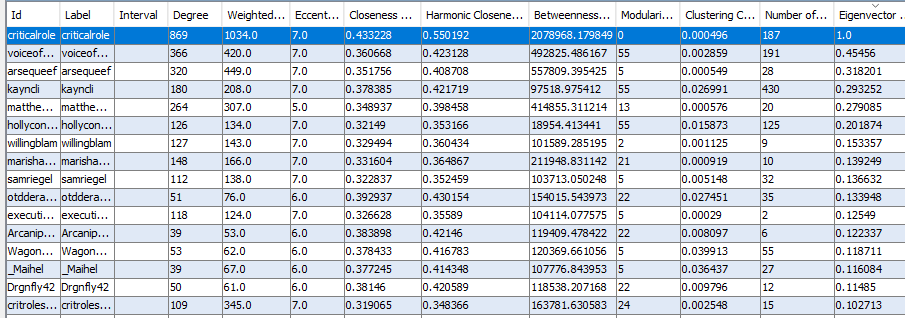 Id Label Interval Degree Weighted... Eccent... Closeness ... Harmonic Closene... Betweenness... Modulari... Clustering C... Number of... Eigenvector ...
criticalrole criticalrole 869 1034.0 7.0 0.433228 0.550192 2078968.179849 0 0.000496 187 1.0
voiceof... voiceof... 366 420.0 7.0 0.360668 0.423128 492825.486167 55 0.002859 191 0.45456
arsequeef arsequeef 320 449.0 7.0 0.351756 0.408708 557809.395425 5 0.000549 28 0.318201
kayncli kayncli 180 208.0 7.0 0.378385 0.421719 97518.975412 55 0.026991 430 0.293252
matthe... matthe... 264 307.0 5.0 0.348937 0.398458 414855.311214 13 0.000576 20 0.279085
hollycon... hollycon... 126 134.0 7.0 0.32149 0.353166 18954.413441 55 0.015873 125 0.201874
willingblam willingblam 127 143.0 7.0 0.329494 0.360434 101589.285195 2 0.001125 9 0.153357
marisha... marisha... 148 166.0 7.0 0.331604 0.364867 211948.831142 21 0.000919 10 0.139249
samriegel samriegel 112 138.0 7.0 0.322837 0.352459 103713.050248 5 0.005148 32 0.136632
otddera... otddera... 51 76.0 6.0 0.392937 0.430154 154015.543973 22 0.027451 35 0.133948
executi... executi... 118 124.0 7.0 0.326628 0.35589 104114.077575 5 0.00029 2 0.12549
Arcanip... Arcanip... 39 53.0 6.0 0.383898 0.42146 119409.478422 22 0.008097 6 0.122337
Wagon... Wagon... 53 62.0 6.0 0.378433 0.416783 120369.661056 5 0.039913 55 0.118711
_Maihel _Maihel 39 67.0 6.0 0.377245 0.414348 107776.843953 5 0.036437 27 0.116084
Drgnfly42 Drgnfly42 50 61.0 6.0 0.38146 0.420589 118538.207168 22 0.009796 12 0.11485
critroles... critroles... 109 345.0 7.0 0.319065 0.348366 163781.630583 24 0.002548 15 0.102713